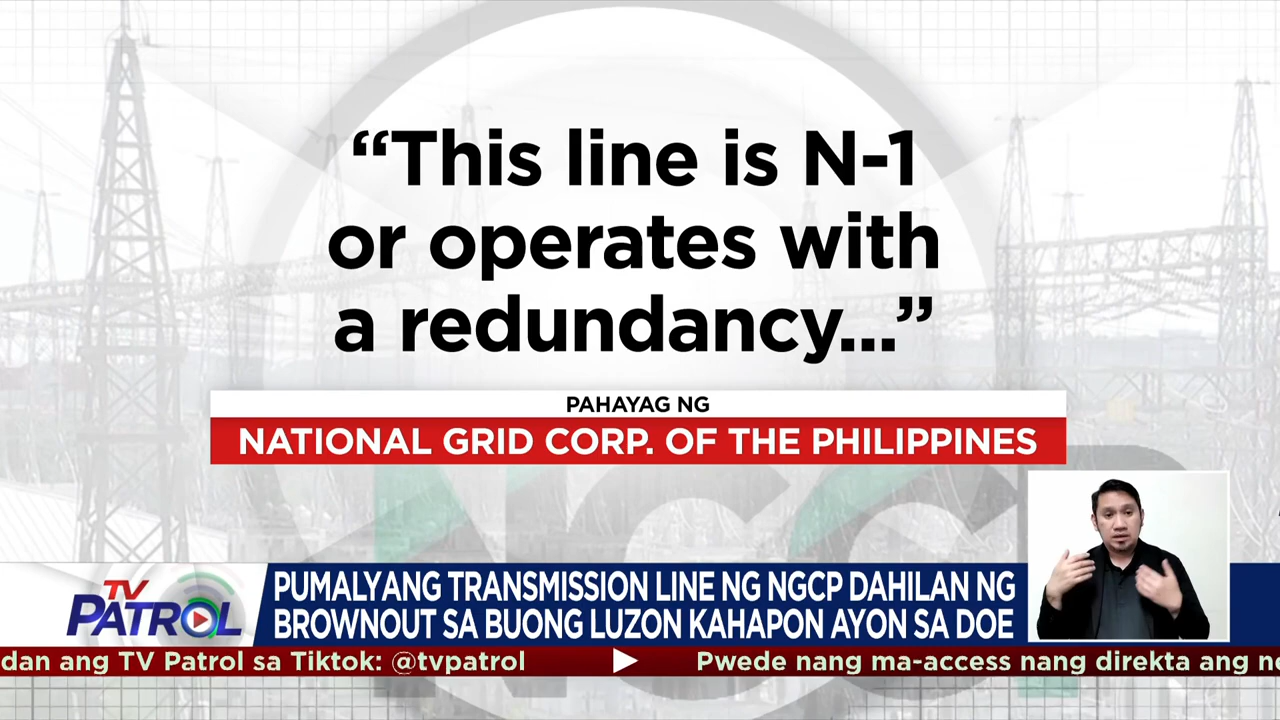 “This line is N-1
or operates with
a redundancy...”
PAHAYAG NG
NATIONAL GRID CORP. OF THE PHILIPPINES
NGCP
TV
PATROL
PUMALYANG TRANSMISSION LINE NG NGCP DAHILAN NG
BROWNOUT SA BUONG LUZON KAHAPON AYON SA DOE
dan ang TV Patrol sa Tiktok: @tvpatrol
Pwede nang ma-access nang direkta ang